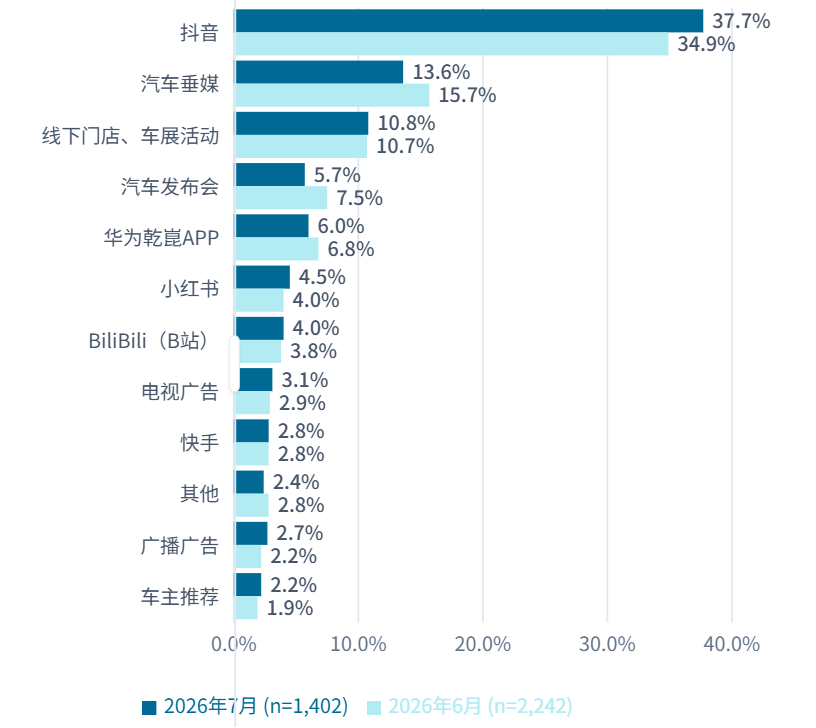 抖音
37.7%
34.9%
汽车垂媒
13.6%
15.7%
线下门店、车展活动
10.8%
10.7%
汽车发布会
5.7%
7.5%
华为乾崑APP
6.0%
6.8%
小红书
4.5%
4.0%
BiliBili（B站）
4.0%
3.8%
电视广告
3.1%
2.9%
快手
2.8%
2.8%
其他
2.4%
2.8%
广播广告
2.7%
2.2%
车主推荐
2.2%
1.9%
0.0% 10.0% 20.0% 30.0% 40.0%
2026年7月 (n=1,402) 2026年6月 (n=2,242)